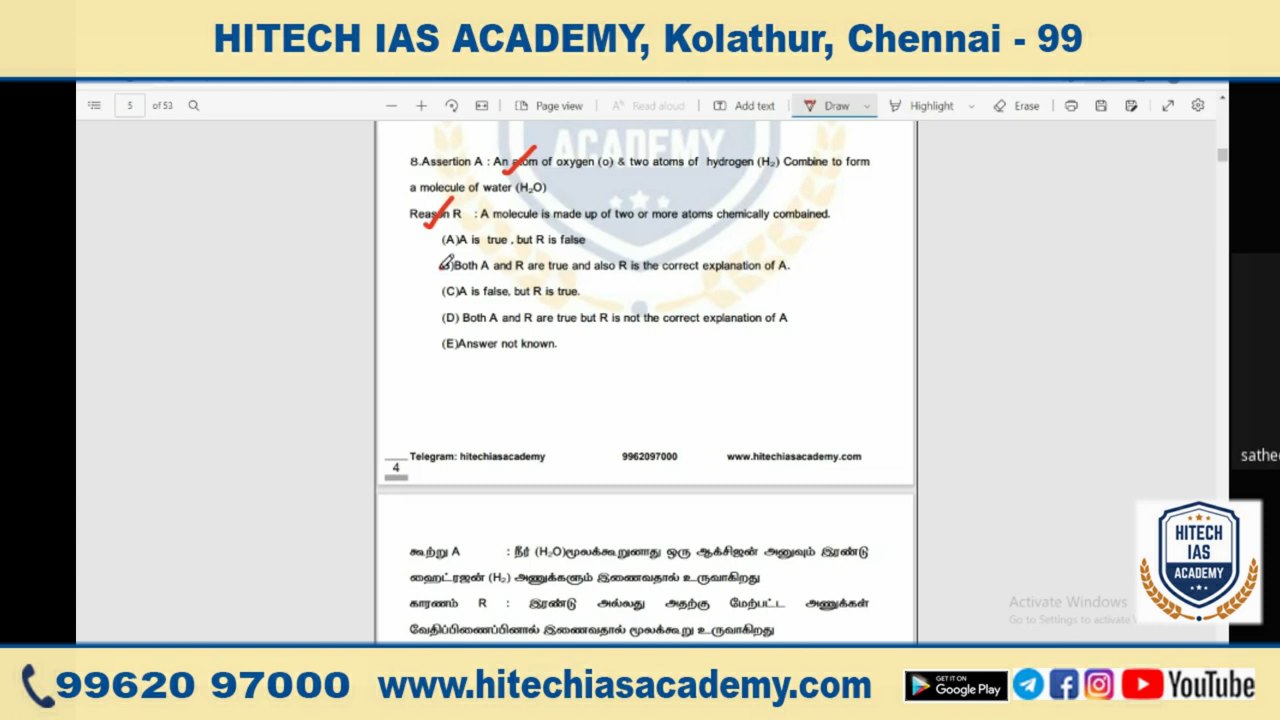 HITECH IAS ACADEMY, Kolathur, Chennai - 99
5 of 53 Page view Read aloud Add text Draw Highlight Erase
ACADEMY
8.Assertion A : An atom of oxygen (o) & two atoms of hydrogen (H₂) Combine to form
a molecule of water (H₂O)
Reason R : A molecule is made up of two or more atoms chemically combained.
(A)A is true , but R is false
)Both A and R are true and also R is the correct explanation of A.
(C)A is false, but R is true.
(D) Both A and R are true but R is not the correct explanation of A
(E)Answer not known.
Telegram: hitechiasacademy 9962097000 www.hitechiasacademy.com
4
கூற்று A : நீர் (H₂O)மூலக்கூறுனாது ஒரு ஆக்சிஜன் அனுவும் இரண்டு
ஹைட்ரஜன் (H₂) அணுக்களும் இணைவதால் உருவாகிறது
காரணம் R : இரண்டு அல்லது அதற்கு மேற்பட்ட அணுக்கள்
வேதிப்பிணைப்பினால் இணைவதால் மூலக்கூறு உருவாகிறது
sathee
HITECH
IAS
ACADEMY
Activate Windows
Go to Settings to activate
99620 97000 www.hitechiasacademy.com GET IT ON Google Play YouTube